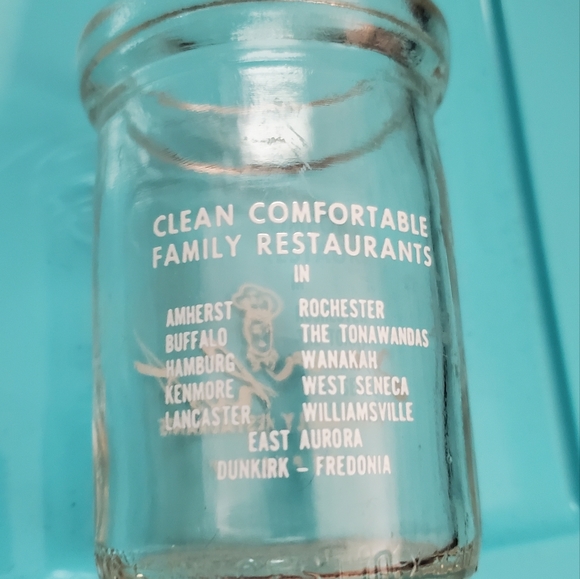 CLEAN COMFORTABLE
FAMILY RESTAURANTS
IN
AMHERST ROCHESTER
BUFFALO THE TONAWANDAS
HAMBURG WANAKAH
KENMORE WEST SENECA
LANCASTER WILLIAMSVILLE
EAST AURORA
DUNKIRK – FREDONIA